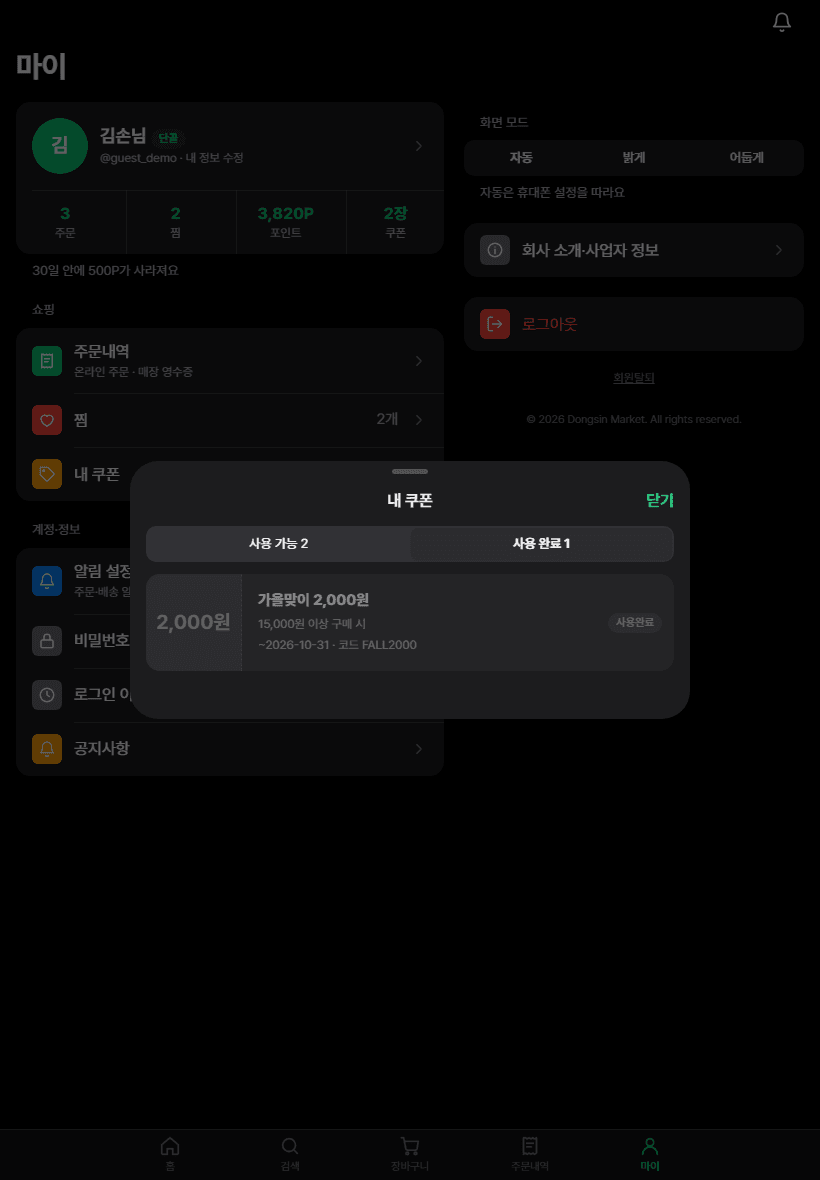 마이
김
김손님 단골
@guest_demo · 내 정보 수정
3
주문
2
찜
3,820P
포인트
2장
쿠폰
30일 안에 500P가 사라져요
쇼핑
주문내역
온라인 주문 · 매장 영수증
찜 2개
내 쿠폰
계정·정보
알림 설정
주문·배송
비밀번호
로그인
공지사항
화면 모드
자동 밝게 어둡게
자동은 휴대폰 설정을 따라요
회사 소개·사업자 정보
로그아웃
회원탈퇴
© 2026 Dongsin Market. All rights reserved.
내 쿠폰 닫기
사용 가능 2 사용 완료 1
2,000원
가을맞이 2,000원
15,000원 이상 구매 시
~2026-10-31 · 코드 FALL2000
사용완료
홈 검색 장바구니 주문내역 마이